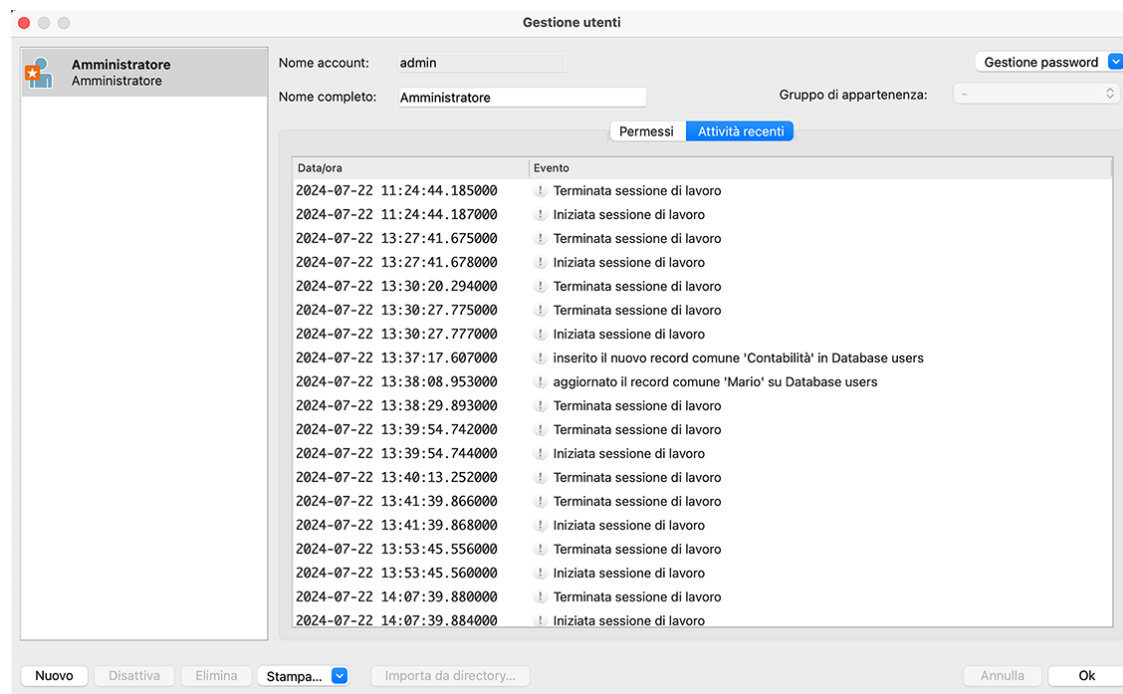 Gestione utenti
Amministratore
Amministratore
Nome account: admin
Gestione password
Nome completo: Amministratore
Gruppo di appartenenza: -
Permessi Attività recenti
Data/ora Evento
2024-07-22 11:24:44.185000 Terminata sessione di lavoro
2024-07-22 11:24:44.187000 Iniziata sessione di lavoro
2024-07-22 13:27:41.675000 Terminata sessione di lavoro
2024-07-22 13:27:41.678000 Iniziata sessione di lavoro
2024-07-22 13:30:20.294000 Terminata sessione di lavoro
2024-07-22 13:30:27.775000 Terminata sessione di lavoro
2024-07-22 13:30:27.777000 Iniziata sessione di lavoro
2024-07-22 13:37:17.607000 inserito il nuovo record comune 'Contabilità' in Database users
2024-07-22 13:38:08.953000 aggiornato il record comune 'Mario' su Database users
2024-07-22 13:38:29.893000 Terminata sessione di lavoro
2024-07-22 13:39:54.742000 Terminata sessione di lavoro
2024-07-22 13:39:54.744000 Iniziata sessione di lavoro
2024-07-22 13:40:13.252000 Terminata sessione di lavoro
2024-07-22 13:41:39.866000 Terminata sessione di lavoro
2024-07-22 13:41:39.868000 Iniziata sessione di lavoro
2024-07-22 13:53:45.556000 Terminata sessione di lavoro
2024-07-22 13:53:45.560000 Iniziata sessione di lavoro
2024-07-22 14:07:39.880000 Terminata sessione di lavoro
2024-07-22 14:07:39.884000 Iniziata sessione di lavoro
Nuovo Disattiva Elimina Stampa... Importa da directory... Annulla Ok